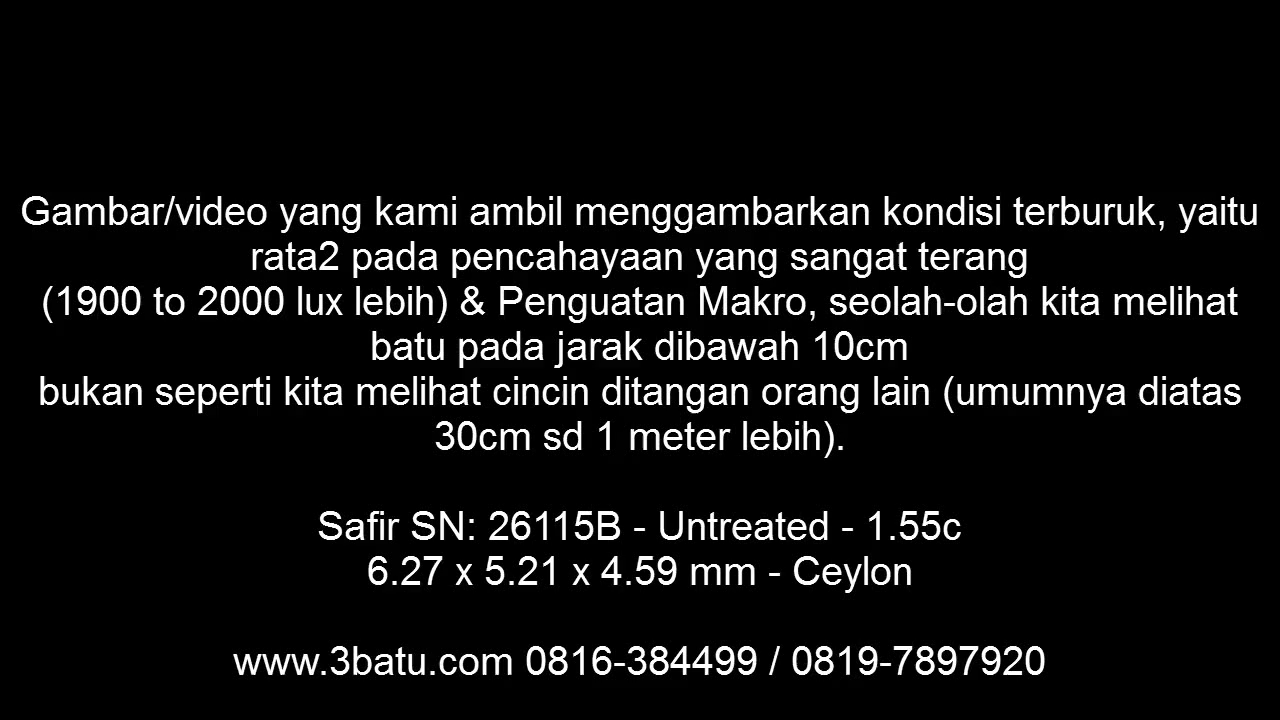 Gambar/video yang kami ambil menggambarkan kondisi terburuk, yaitu
rata2 pada pencahayaan yang sangat terang
(1900 to 2000 lux lebih) & Penguatan Makro, seolah-olah kita melihat
batu pada jarak dibawah 10cm
bukan seperti kita melihat cincin ditangan orang lain (umumnya diatas
30cm sd 1 meter lebih).
Safir SN: 26115B - Untreated - 1.55c
6.27 x 5.21 x 4.59 mm - Ceylon
www.3batu.com 0816-384499 / 0819-7897920